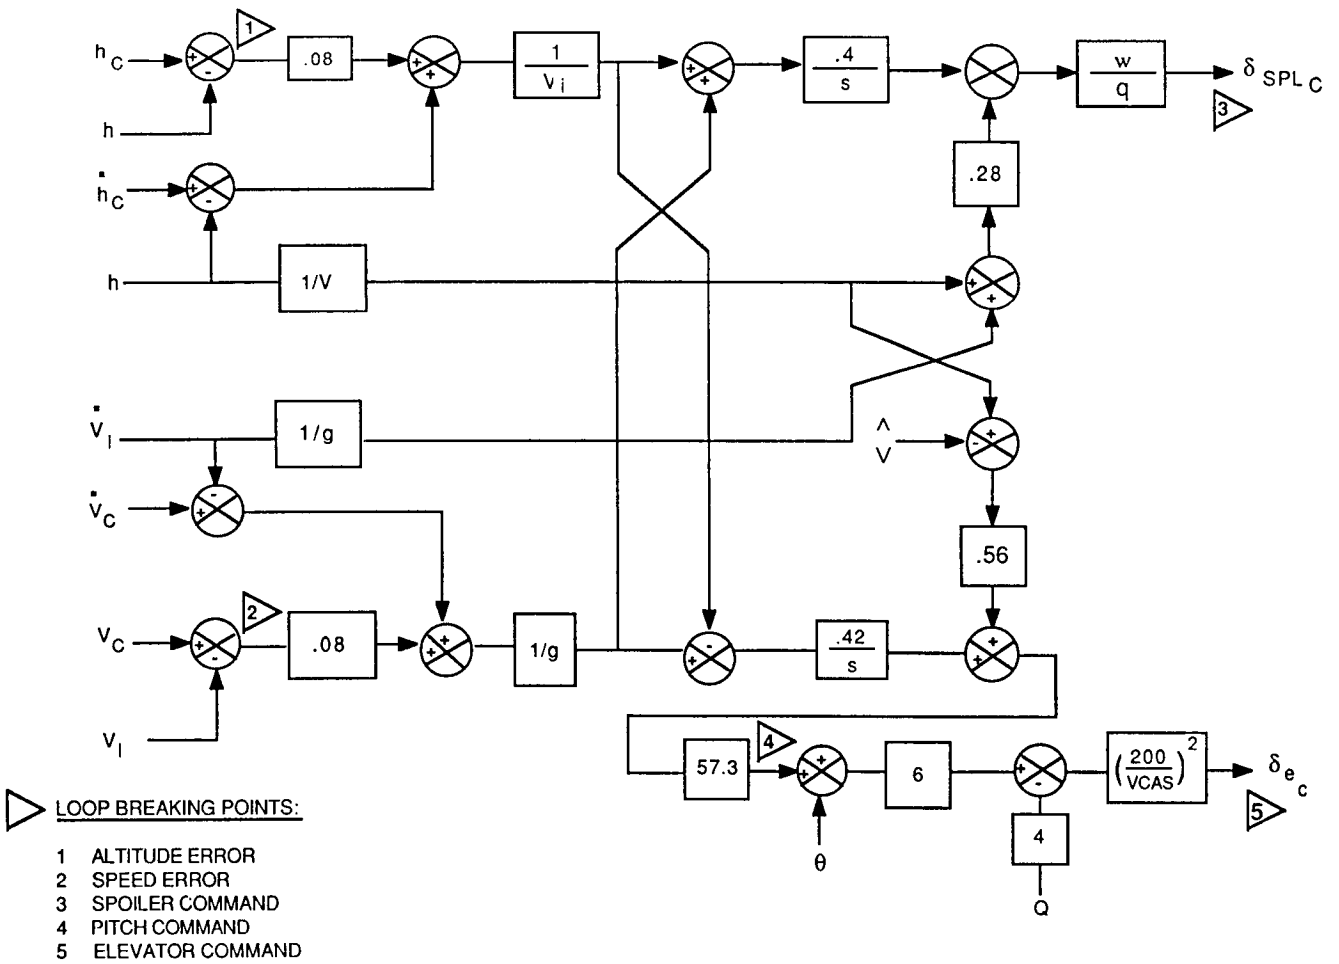 h_C
+
-
1
.08
+
+
1
V_i
+
+
.4
s
w
q
δ_SPL_C
3
h
ḣ_C
+
-
.28
h
1/V
+
+
V̇_I
1/g
^
V
-
+
-
V̇_C
+
.56
2
V_C
+
-
.08
+
+
1/g
-
+
.42
s
+
+
V_I
57.3
4
+
+
6
+
-
(200/VCAS)^2
δ_e_c
5
θ
4
Q
LOOP BREAKING POINTS:
1 ALTITUDE ERROR
2 SPEED ERROR
3 SPOILER COMMAND
4 PITCH COMMAND
5 ELEVATOR COMMAND